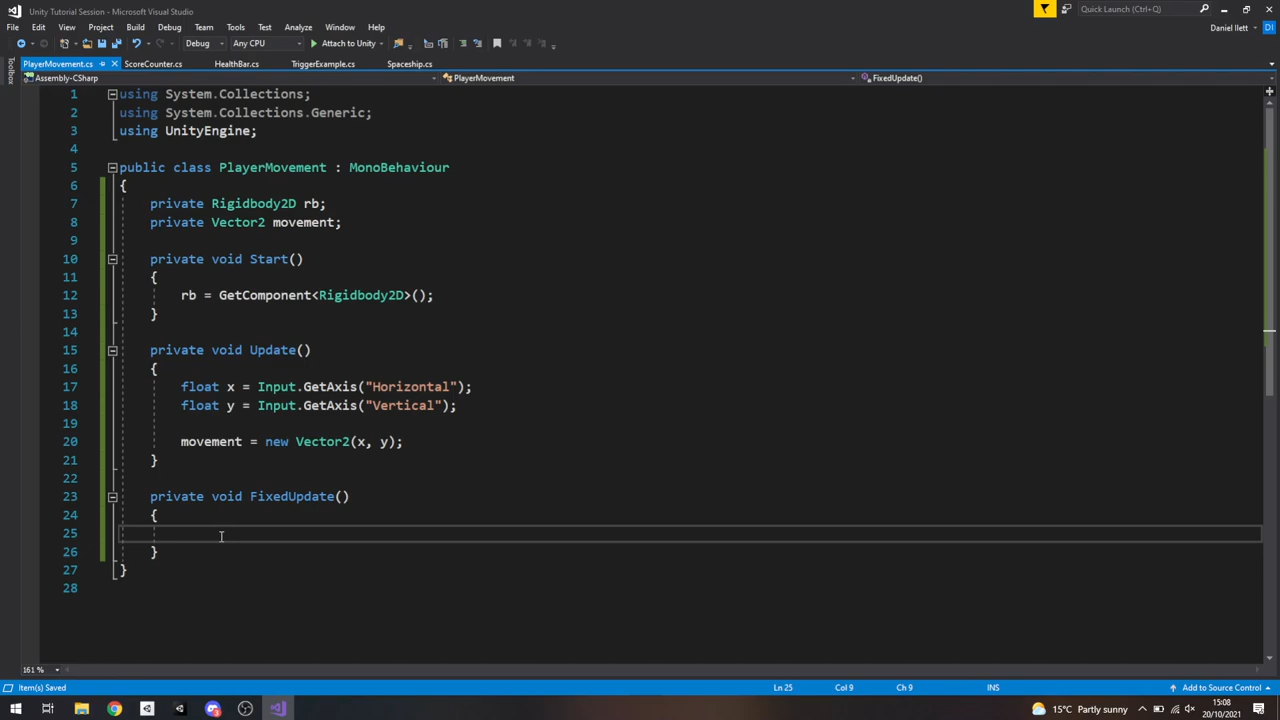 Unity Tutorial Session - Microsoft Visual Studio
Quick Launch (Ctrl+Q)
File Edit View Project Build Debug Team Tools Test Analyze Window Help
Daniel Ilett
DI
Debug Any CPU Attach to Unity
Toolbox
PlayerMovement.cs ScoreCounter.cs HealthBar.cs TriggerExample.cs Spaceship.cs
Assembly-CSharp PlayerMovement FixedUpdate()
1 using System.Collections;
2 using System.Collections.Generic;
3 using UnityEngine;
4
5 public class PlayerMovement : MonoBehaviour
6 {
7 private Rigidbody2D rb;
8 private Vector2 movement;
9
10 private void Start()
11 {
12 rb = GetComponent<Rigidbody2D>();
13 }
14
15 private void Update()
16 {
17 float x = Input.GetAxis("Horizontal");
18 float y = Input.GetAxis("Vertical");
19
20 movement = new Vector2(x, y);
21 }
22
23 private void FixedUpdate()
24 {
25
26 }
27 }
28
161 %
Item(s) Saved Ln 25 Col 9 Ch 9 INS Add to Source Control
15°C Partly sunny 15:08
20/10/2021